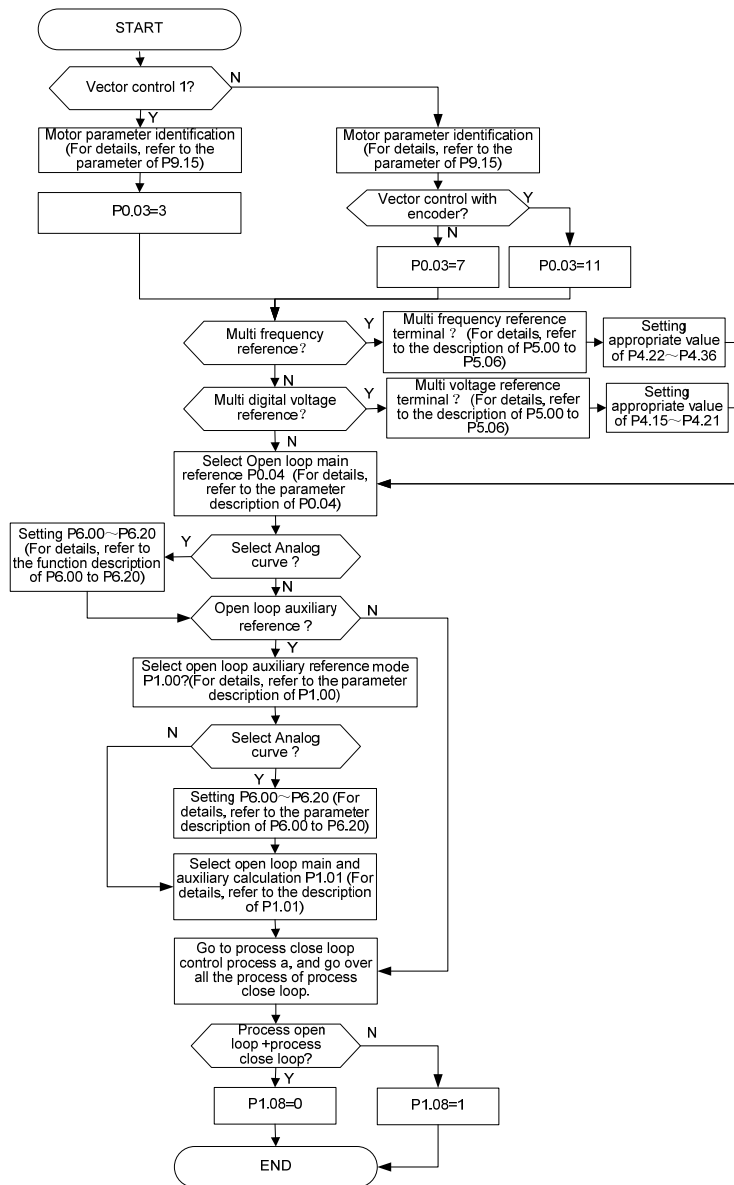 START
Vector control 1?
N
Y
Motor parameter identification
(For details, refer to the
parameter of P9.15)
Motor parameter identification
(For details, refer to the
parameter of P9.15)
P0.03=3
Vector control with
encoder?
Y
N
P0.03=7
P0.03=11
Multi frequency
reference?
Y
Multi frequency reference
terminal ? (For details, refer
to the description of P5.00 to
P5.06)
Setting
appropriate value
of P4.22~P4.36
N
Multi digital voltage
reference?
Y
Multi voltage reference
terminal ? (For details, refer
to the description of P5.00 to
P5.06)
Setting
appropriate value
of P4.15~P4.21
N
Select Open loop main
reference P0.04 (For details,
refer to the parameter
description of P0.04)
Setting P6.00~P6.20
(For details, refer to
the function description
of P6.00 to P6.20)
Y
Select Analog
curve ?
N
Open loop auxiliary
reference ?
N
Y
Select open loop auxiliary reference mode
P1.00?(For details, refer to the parameter
description of P1.00)
N
Select Analog
curve ?
Y
Setting P6.00~P6.20 (For
details, refer to the parameter
description of P6.00 to P6.20)
Select open loop main and
auxiliary calculation P1.01 (For
details, refer to the description
of P1.01)
Go to process close loop
control process a, and go over
all the process of process
close loop.
Process open
loop +process
close loop?
N
Y
P1.08=0
P1.08=1
END